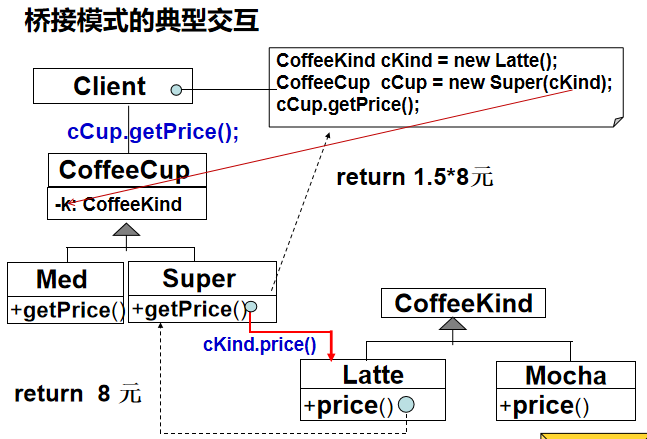 桥接模式的典型交互
Client
CoffeeKind cKind = new Latte();
CoffeeCup cCup = new Super(cKind);
cCup.getPrice();
cCup.getPrice();
CoffeeCup
-k: CoffeeKind
return 1.5*8元
Med
+getPrice()
Super
+getPrice()
cKind.price()
CoffeeKind
Latte
+price()
Mocha
+price()
return 8 元